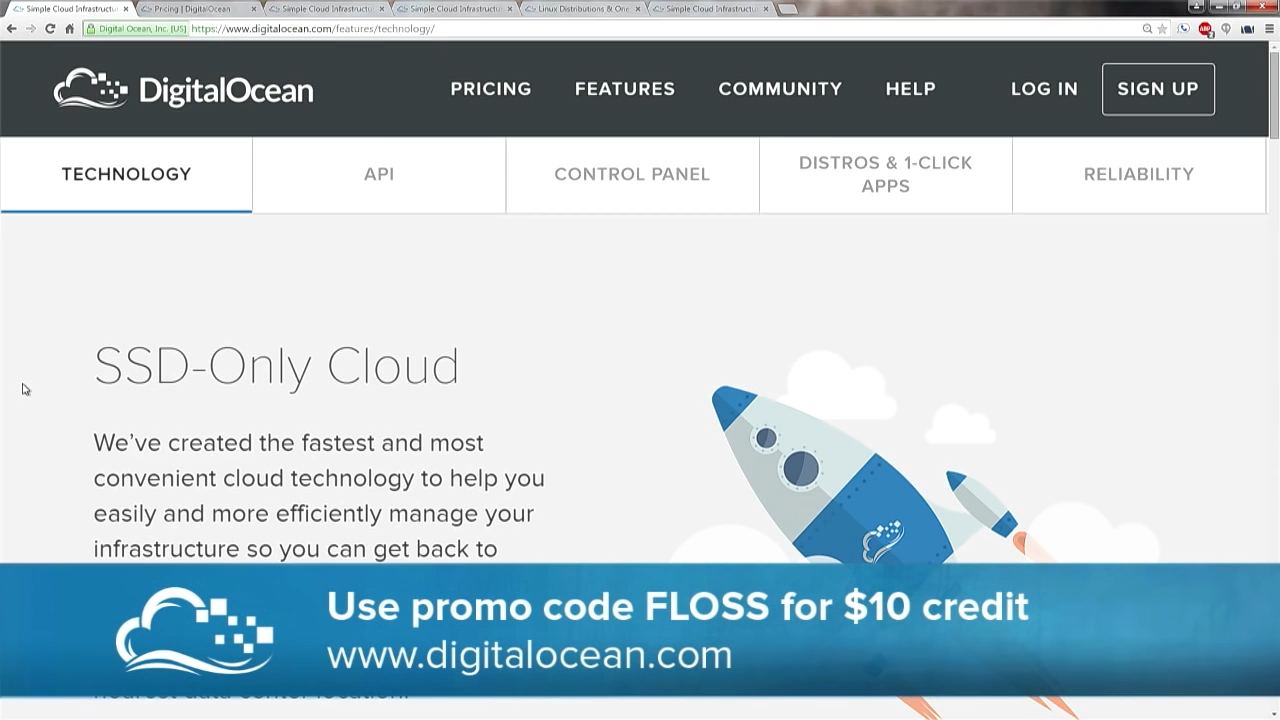 Simple Cloud Infrastructu
Pricing | DigitalOcean
Simple Cloud Infrastructu
Simple Cloud Infrastructu
Linux Distributions & One
Simple Cloud Infrastructu
Digital Ocean, Inc. [US]
https://www.digitalocean.com/features/technology/
DigitalOcean
PRICING
FEATURES
COMMUNITY
HELP
LOG IN
SIGN UP
TECHNOLOGY
API
CONTROL PANEL
DISTROS & 1-CLICK
APPS
RELIABILITY
SSD-Only Cloud
We’ve created the fastest and most
convenient cloud technology to help you
easily and more efficiently manage your
infrastructure so you can get back to
Use promo code FLOSS for $10 credit
www.digitalocean.com